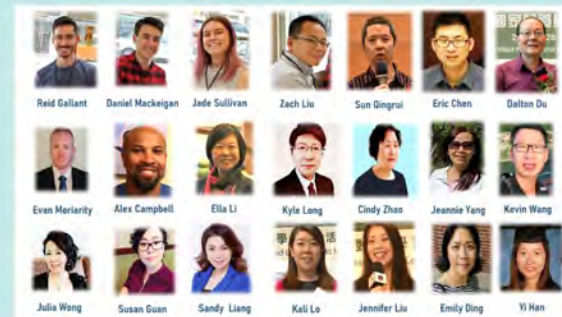 Reid Gallant Daniel Mackeigan Jade Sullivan Zach Liu Sun Qingrui Eric Chen Dalton Du
Evan Moriarity Alex Campbell Ella Li Kyle Long Cindy Zhao Jeannie Yang Kevin Wang
Julia Wong Susan Guan Sandy Liang Kali Lo Jennifer Liu Emily Ding Yi Han